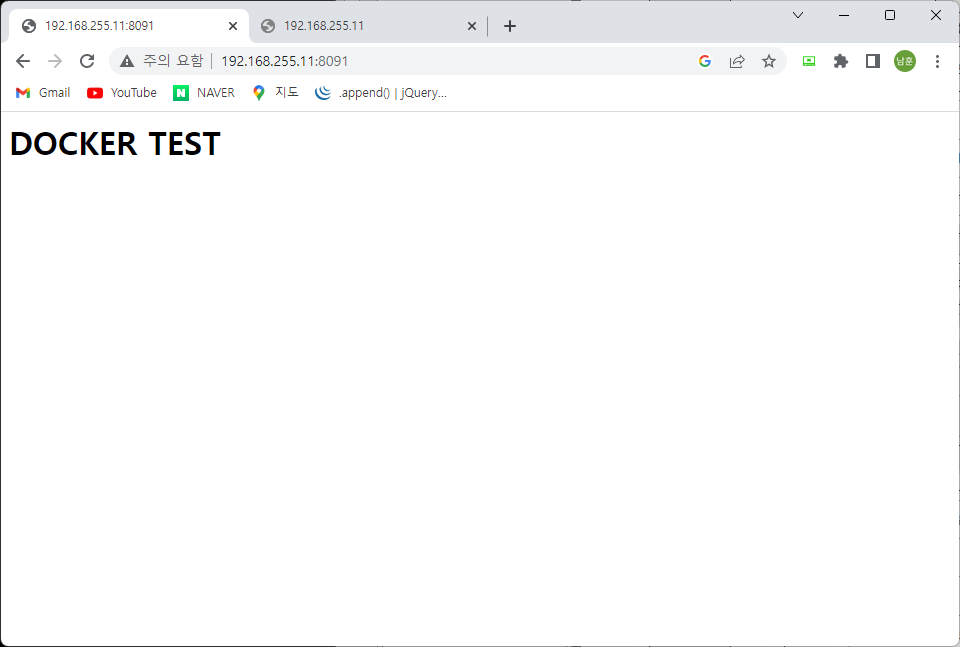 192.168.255.11:8091 192.168.255.11
주의 요함 192.168.255.11:8091 남훈
Gmail YouTube NAVER 지도 .append() | jQuery...
DOCKER TEST